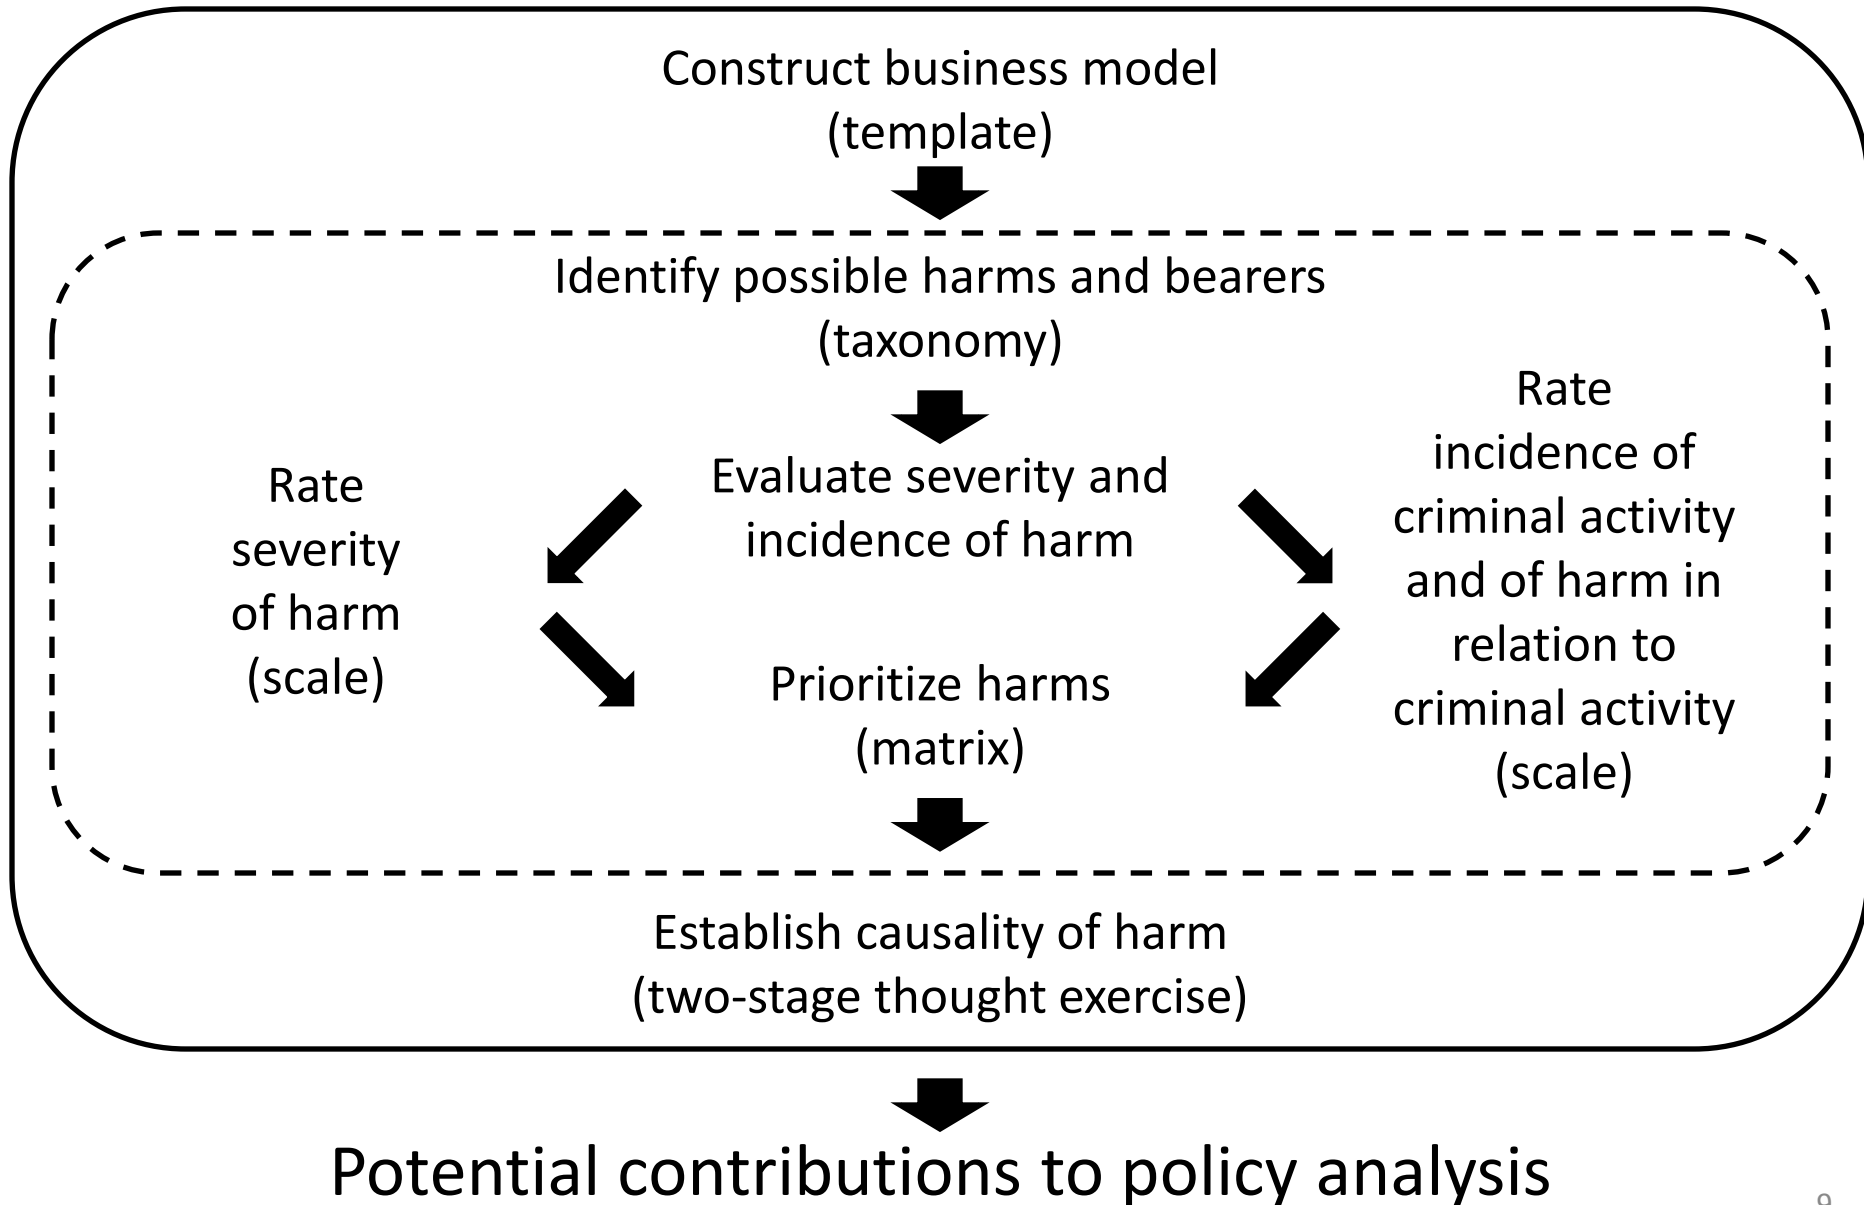 Construct business model
(template)
Identify possible harms and bearers
(taxonomy)
Evaluate severity and
incidence of harm
Rate
severity
of harm
(scale)
Rate
incidence of
criminal activity
and of harm in
relation to
criminal activity
(scale)
Prioritize harms
(matrix)
Establish causality of harm
(two-stage thought exercise)
Potential contributions to policy analysis
9